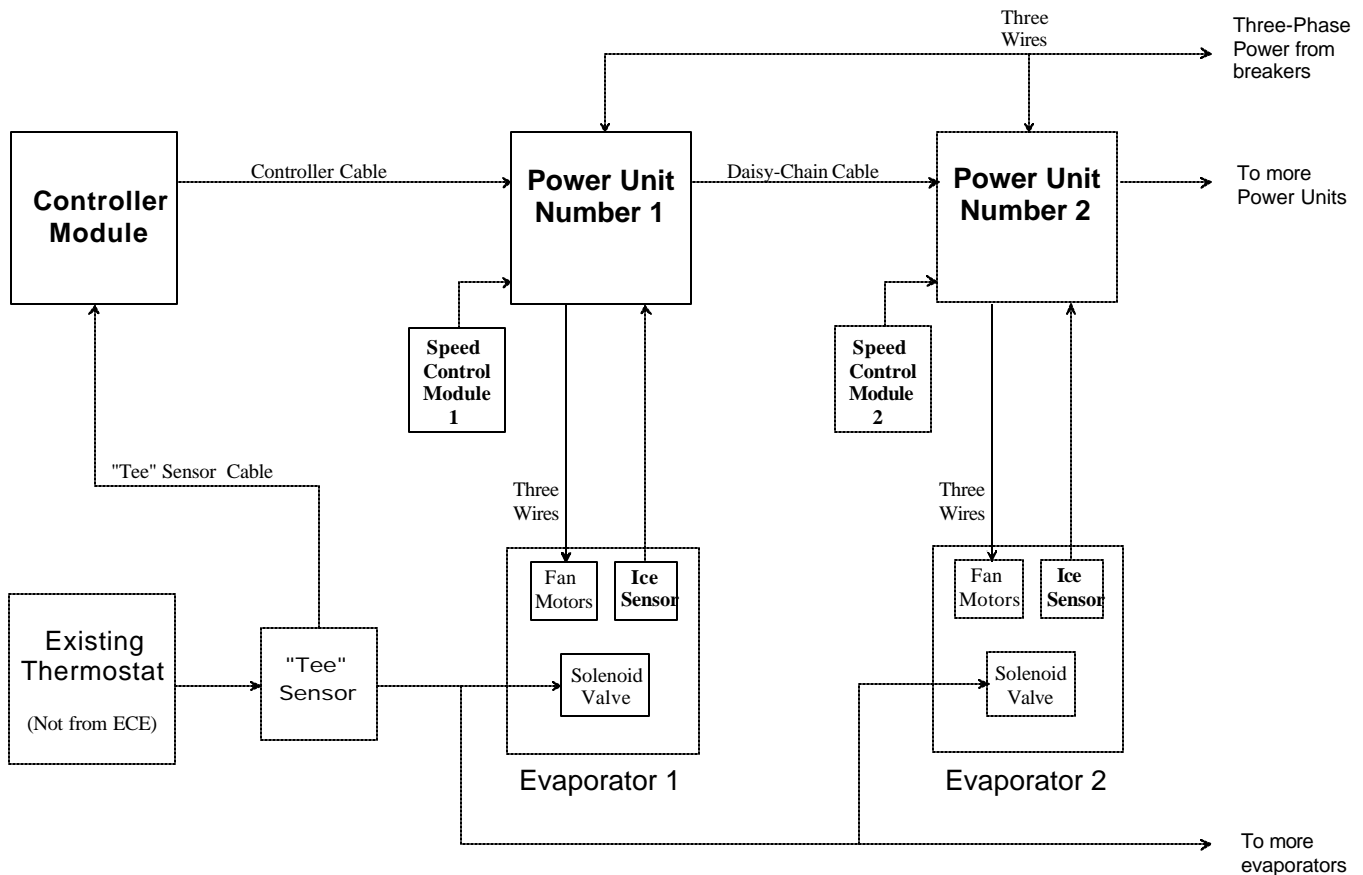 Three
Wires
Three-Phase
Power from
breakers
Controller
Module
Controller Cable
Power Unit
Number 1
Daisy-Chain Cable
Power Unit
Number 2
To more
Power Units
Speed
Control
Module
1
Speed
Control
Module
2
"Tee" Sensor Cable
Three
Wires
Three
Wires
Existing
Thermostat
(Not from ECE)
"Tee"
Sensor
Fan
Motors
Ice
Sensor
Solenoid
Valve
Evaporator 1
Fan
Motors
Ice
Sensor
Solenoid
Valve
Evaporator 2
To more
evaporators